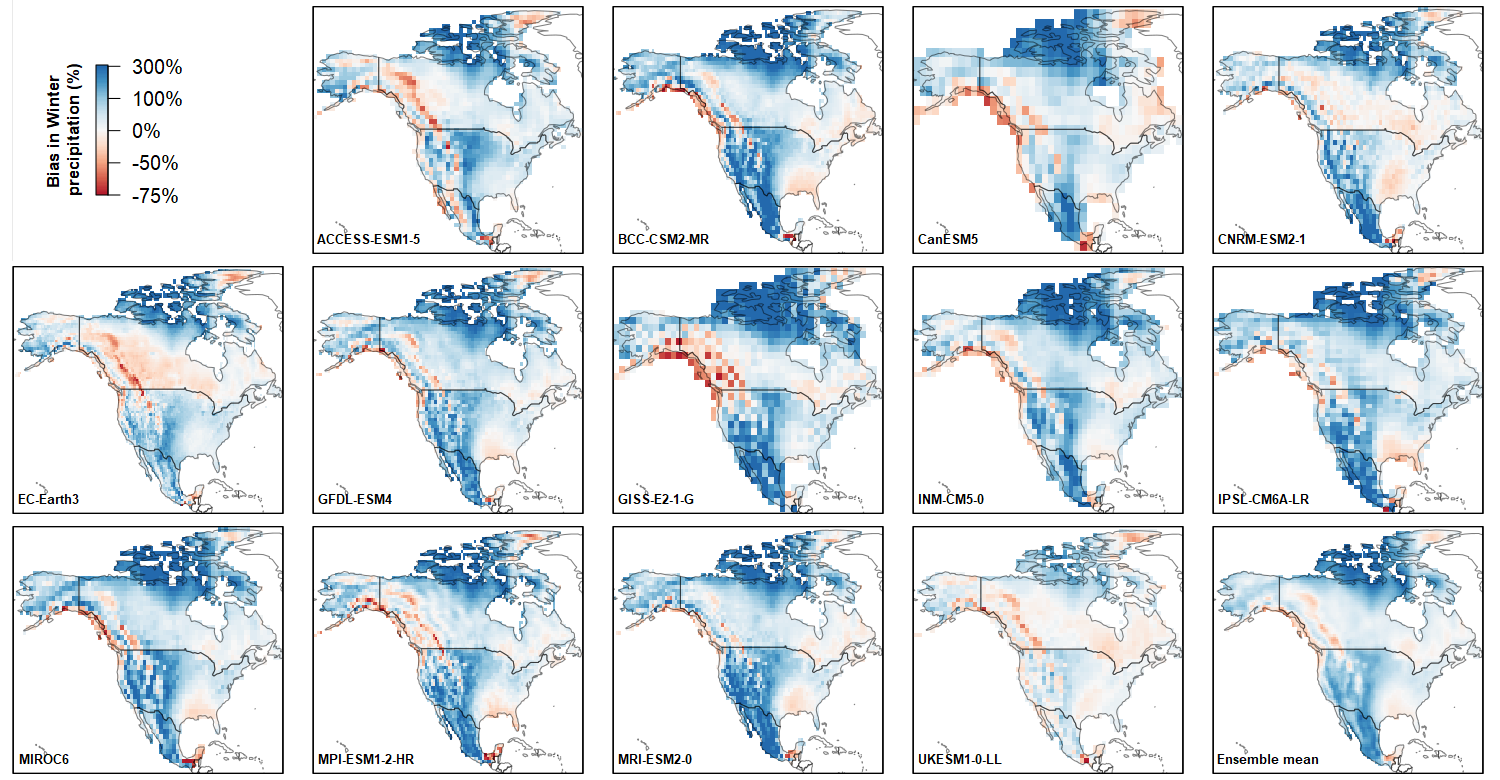 Bias in Winter
precipitation (%)
300%
100%
0%
-50%
-75%
ACCESS-ESM1-5
BCC-CSM2-MR
CanESM5
CNRM-ESM2-1
EC-Earth3
GFDL-ESM4
GISS-E2-1-G
INM-CM5-0
IPSL-CM6A-LR
MIROC6
MPI-ESM1-2-HR
MRI-ESM2-0
UKESM1-0-LL
Ensemble mean